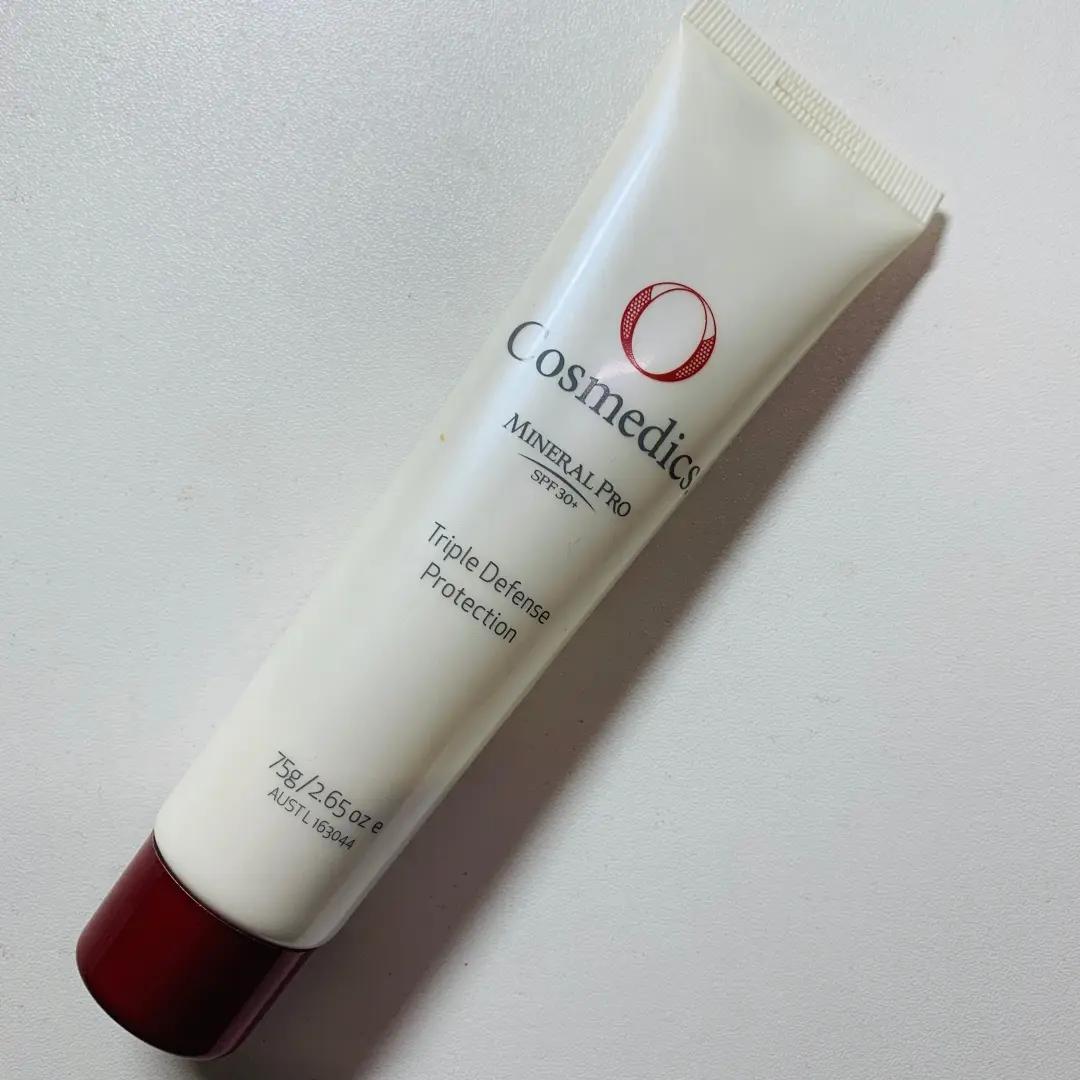 O
Cosmedics
MINERAL PRO
SPF 30+
Triple Defense
Protection
75g/2.65 oz e
AUST L 163044